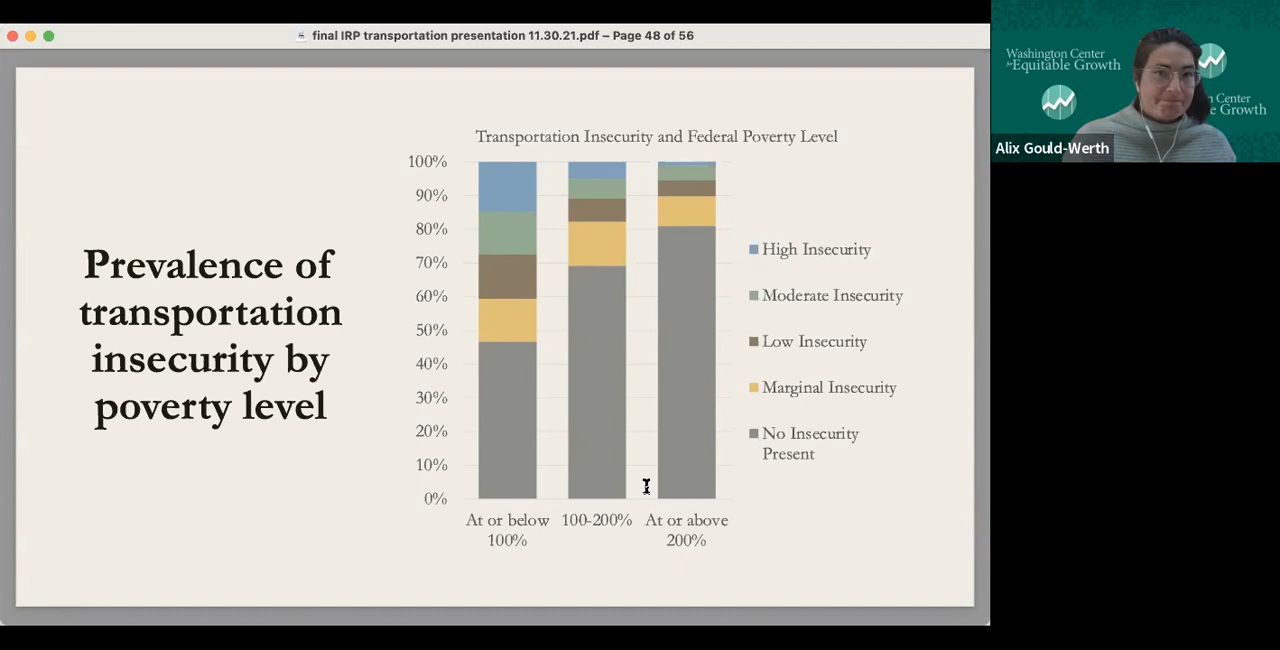 final IRP transportation presentation 11.30.21.pdf – Page 48 of 56
Prevalence of
transportation
insecurity by
poverty level
Transportation Insecurity and Federal Poverty Level
100%
90%
80%
70%
60%
50%
40%
30%
20%
10%
0%
At or below
100%
100-200%
At or above
200%
High Insecurity
Moderate Insecurity
Low Insecurity
Marginal Insecurity
No Insecurity
Present
Washington Center
for Equitable Growth
n Center
e Growth
Alix Gould-Werth